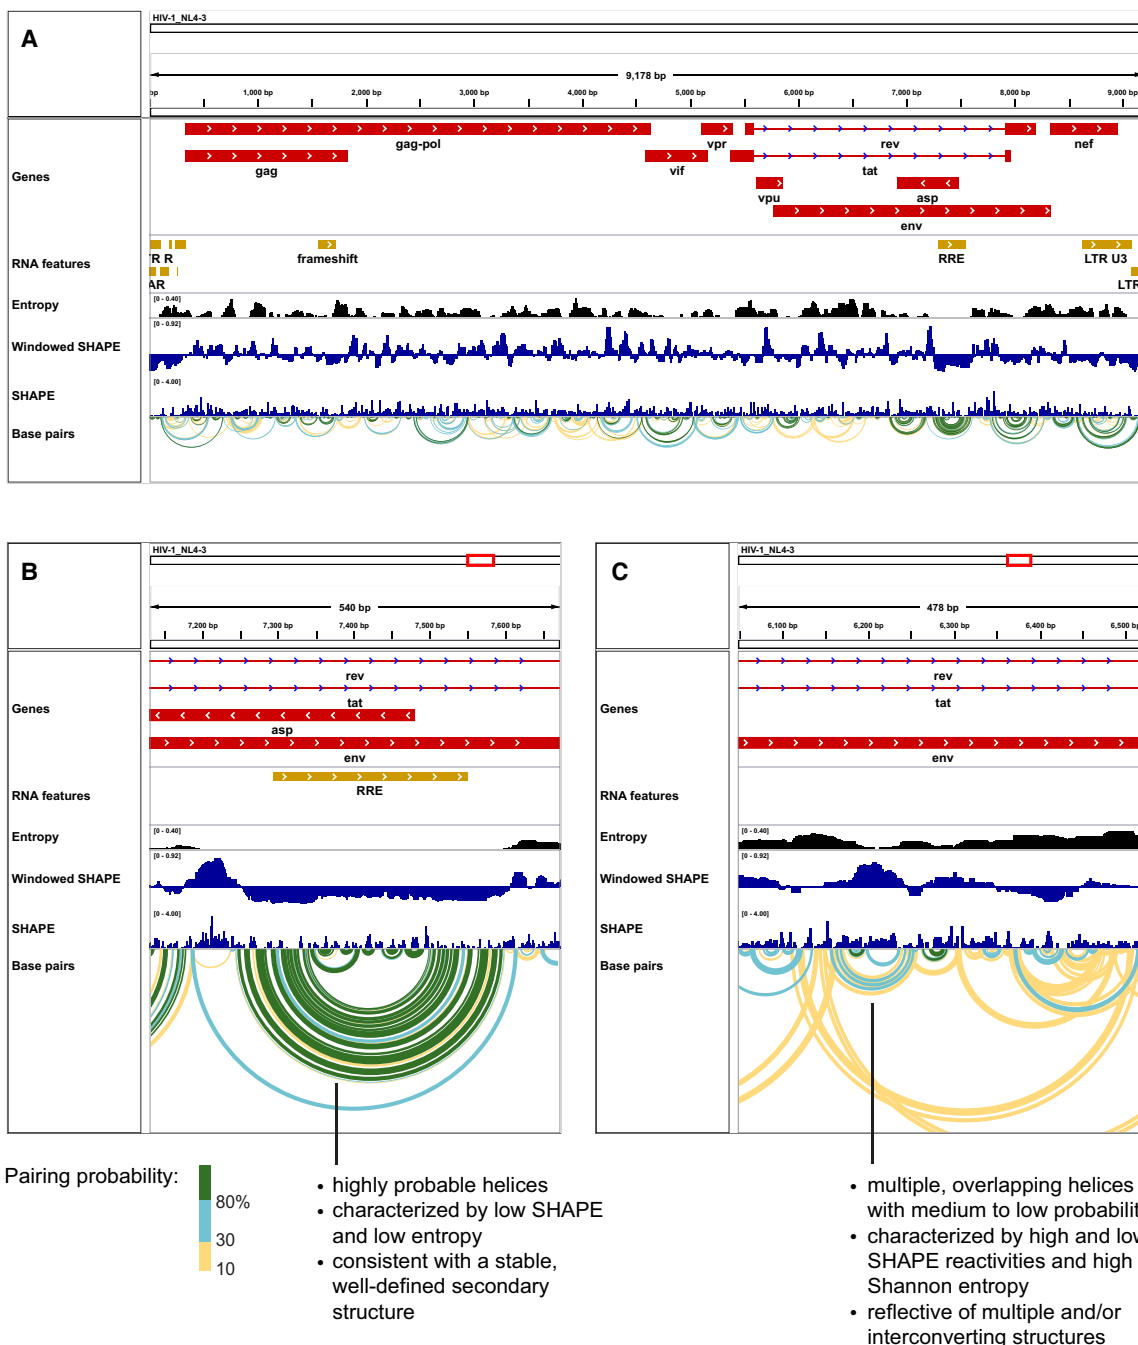 A
HIV-1_NL4-3
9,178 bp
bp 1,000 bp 2,000 bp 3,000 bp 4,000 bp 5,000 bp 6,000 bp 7,000 bp 8,000 bp 9,000 bp
Genes
gag-pol
vpr
rev
nef
gag
vif
tat
vpu
asp
env
RNA features
TR R
frameshift
RRE
LTR U3
AR
LTR
Entropy
[0 - 0.40]
Windowed SHAPE
[0 - 0.92]
SHAPE
[0 - 4.00]
Base pairs
B
HIV-1_NL4-3
540 bp
7,200 bp 7,300 bp 7,400 bp 7,500 bp 7,600 bp
Genes
rev
tat
asp
env
RNA features
RRE
Entropy
[0 - 0.40]
Windowed SHAPE
[0 - 0.92]
SHAPE
[0 - 4.00]
Base pairs
C
HIV-1_NL4-3
478 bp
6,100 bp 6,200 bp 6,300 bp 6,400 bp 6,500 bp
Genes
rev
tat
env
RNA features
Entropy
[0 - 0.40]
Windowed SHAPE
[0 - 0.92]
SHAPE
[0 - 4.00]
Base pairs
Pairing probability:
80%
30
10
• highly probable helices
• characterized by low SHAPE
and low entropy
• consistent with a stable,
well-defined secondary
structure
• multiple, overlapping helices
with medium to low probabilit
• characterized by high and low
SHAPE reactivities and high
Shannon entropy
• reflective of multiple and/or
interconverting structures